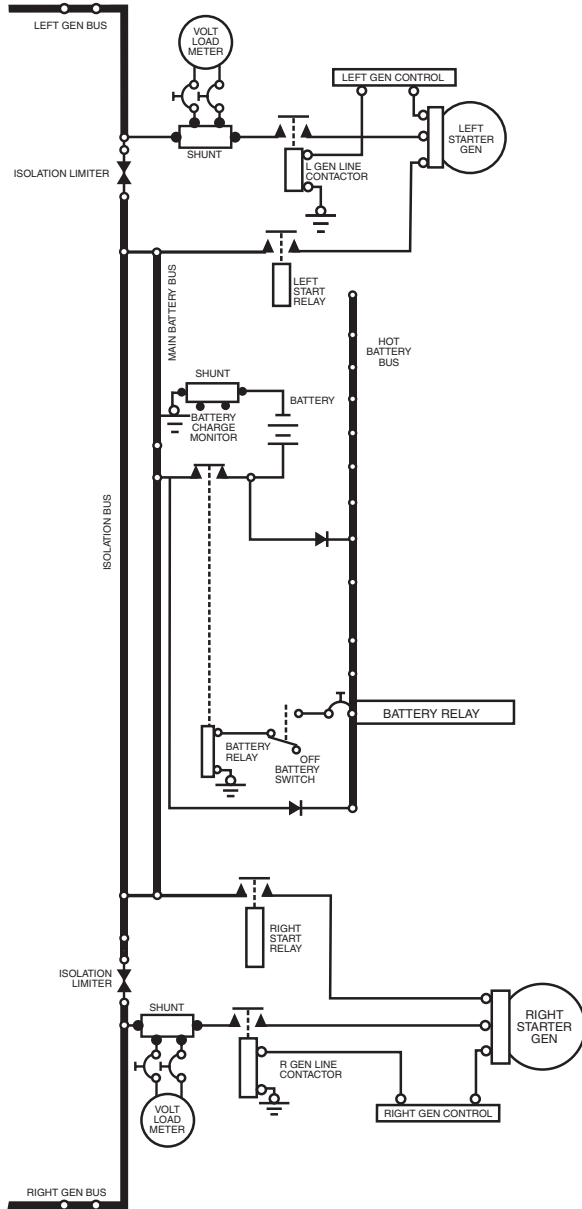 LEFT GEN BUS
VOLT
LOAD
METER
LEFT GEN CONTROL
LEFT
STARTER
GEN
SHUNT
ISOLATION LIMITER
L GEN LINE
CONTACTOR
LEFT
START
RELAY
MAIN BATTERY BUS
HOT
BATTERY
BUS
SHUNT
BATTERY
CHARGE
MONITOR
BATTERY
ISOLATION BUS
BATTERY RELAY
BATTERY
RELAY
OFF
BATTERY
SWITCH
RIGHT
START
RELAY
ISOLATION
LIMITER
SHUNT
RIGHT
STARTER
GEN
R GEN LINE
CONTACTOR
VOLT
LOAD
METER
RIGHT GEN CONTROL
RIGHT GEN BUS